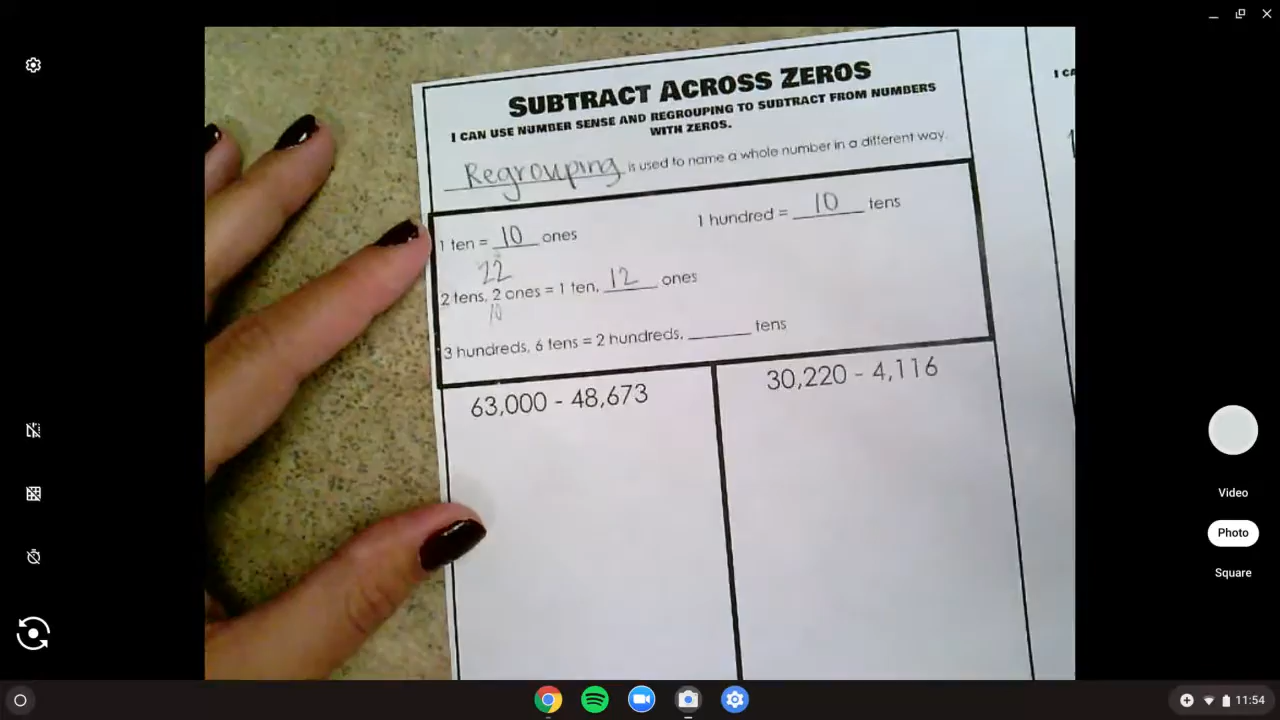 SUBTRACT ACROSS ZEROS
I CAN USE NUMBER SENSE AND REGROUPING TO SUBTRACT FROM NUMBERS
WITH ZEROS.
Regrouping is used to name a whole number in a different way.
1 ten = 10 ones
1 hundred = 10 tens
22
2 tens, 2 ones = 1 ten, 12 ones
10
3 hundreds, 6 tens = 2 hundreds, ______ tens
63,000 - 48,673
30,220 - 4,116
Video
Photo
Square
11:54